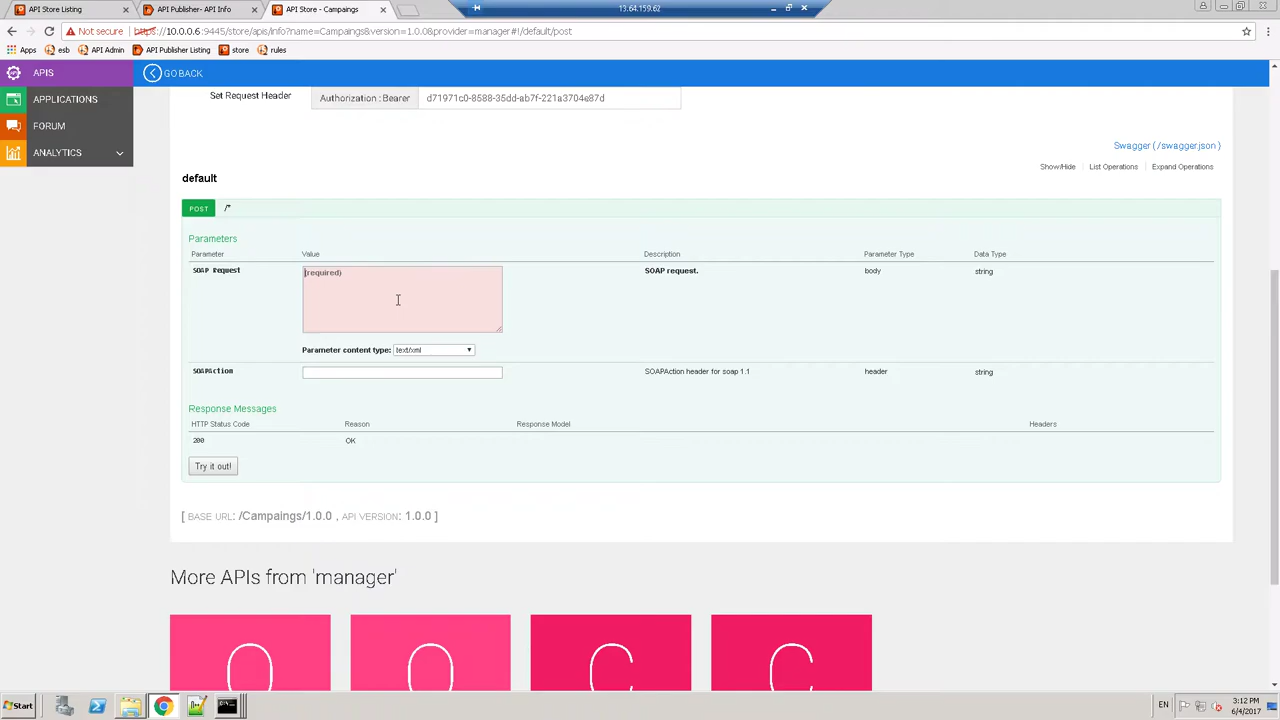 API Store Listing
API Publisher- API Info
API Store - Campaings
13.64.159.62
Not secure
https://10.0.0.6:9445/store/apis/info?name=Campaings&version=1.0.0&provider=manager#!/default/post
Apps
esb
API Admin
API Publisher Listing
store
rules
APIS
GO BACK
APPLICATIONS
FORUM
ANALYTICS
Set Request Header
Authorization : Bearer
d71971c0-8588-35dd-ab7f-221a3704e87d
Swagger ( /swagger.json )
Show/Hide
List Operations
Expand Operations
default
POST
/*
Parameters
Parameter
Value
Description
Parameter Type
Data Type
SOAP Request
(required)
SOAP request.
body
string
Parameter content type:
text/xml
SOAPAction
SOAPAction header for soap 1.1
header
string
Response Messages
HTTP Status Code
Reason
Response Model
Headers
200
OK
Try it out!
[ BASE URL: /Campaings/1.0.0 , API VERSION: 1.0.0 ]
More APIs from 'manager'
O
O
C
C
Start
EN
3:12 PM
6/4/2017